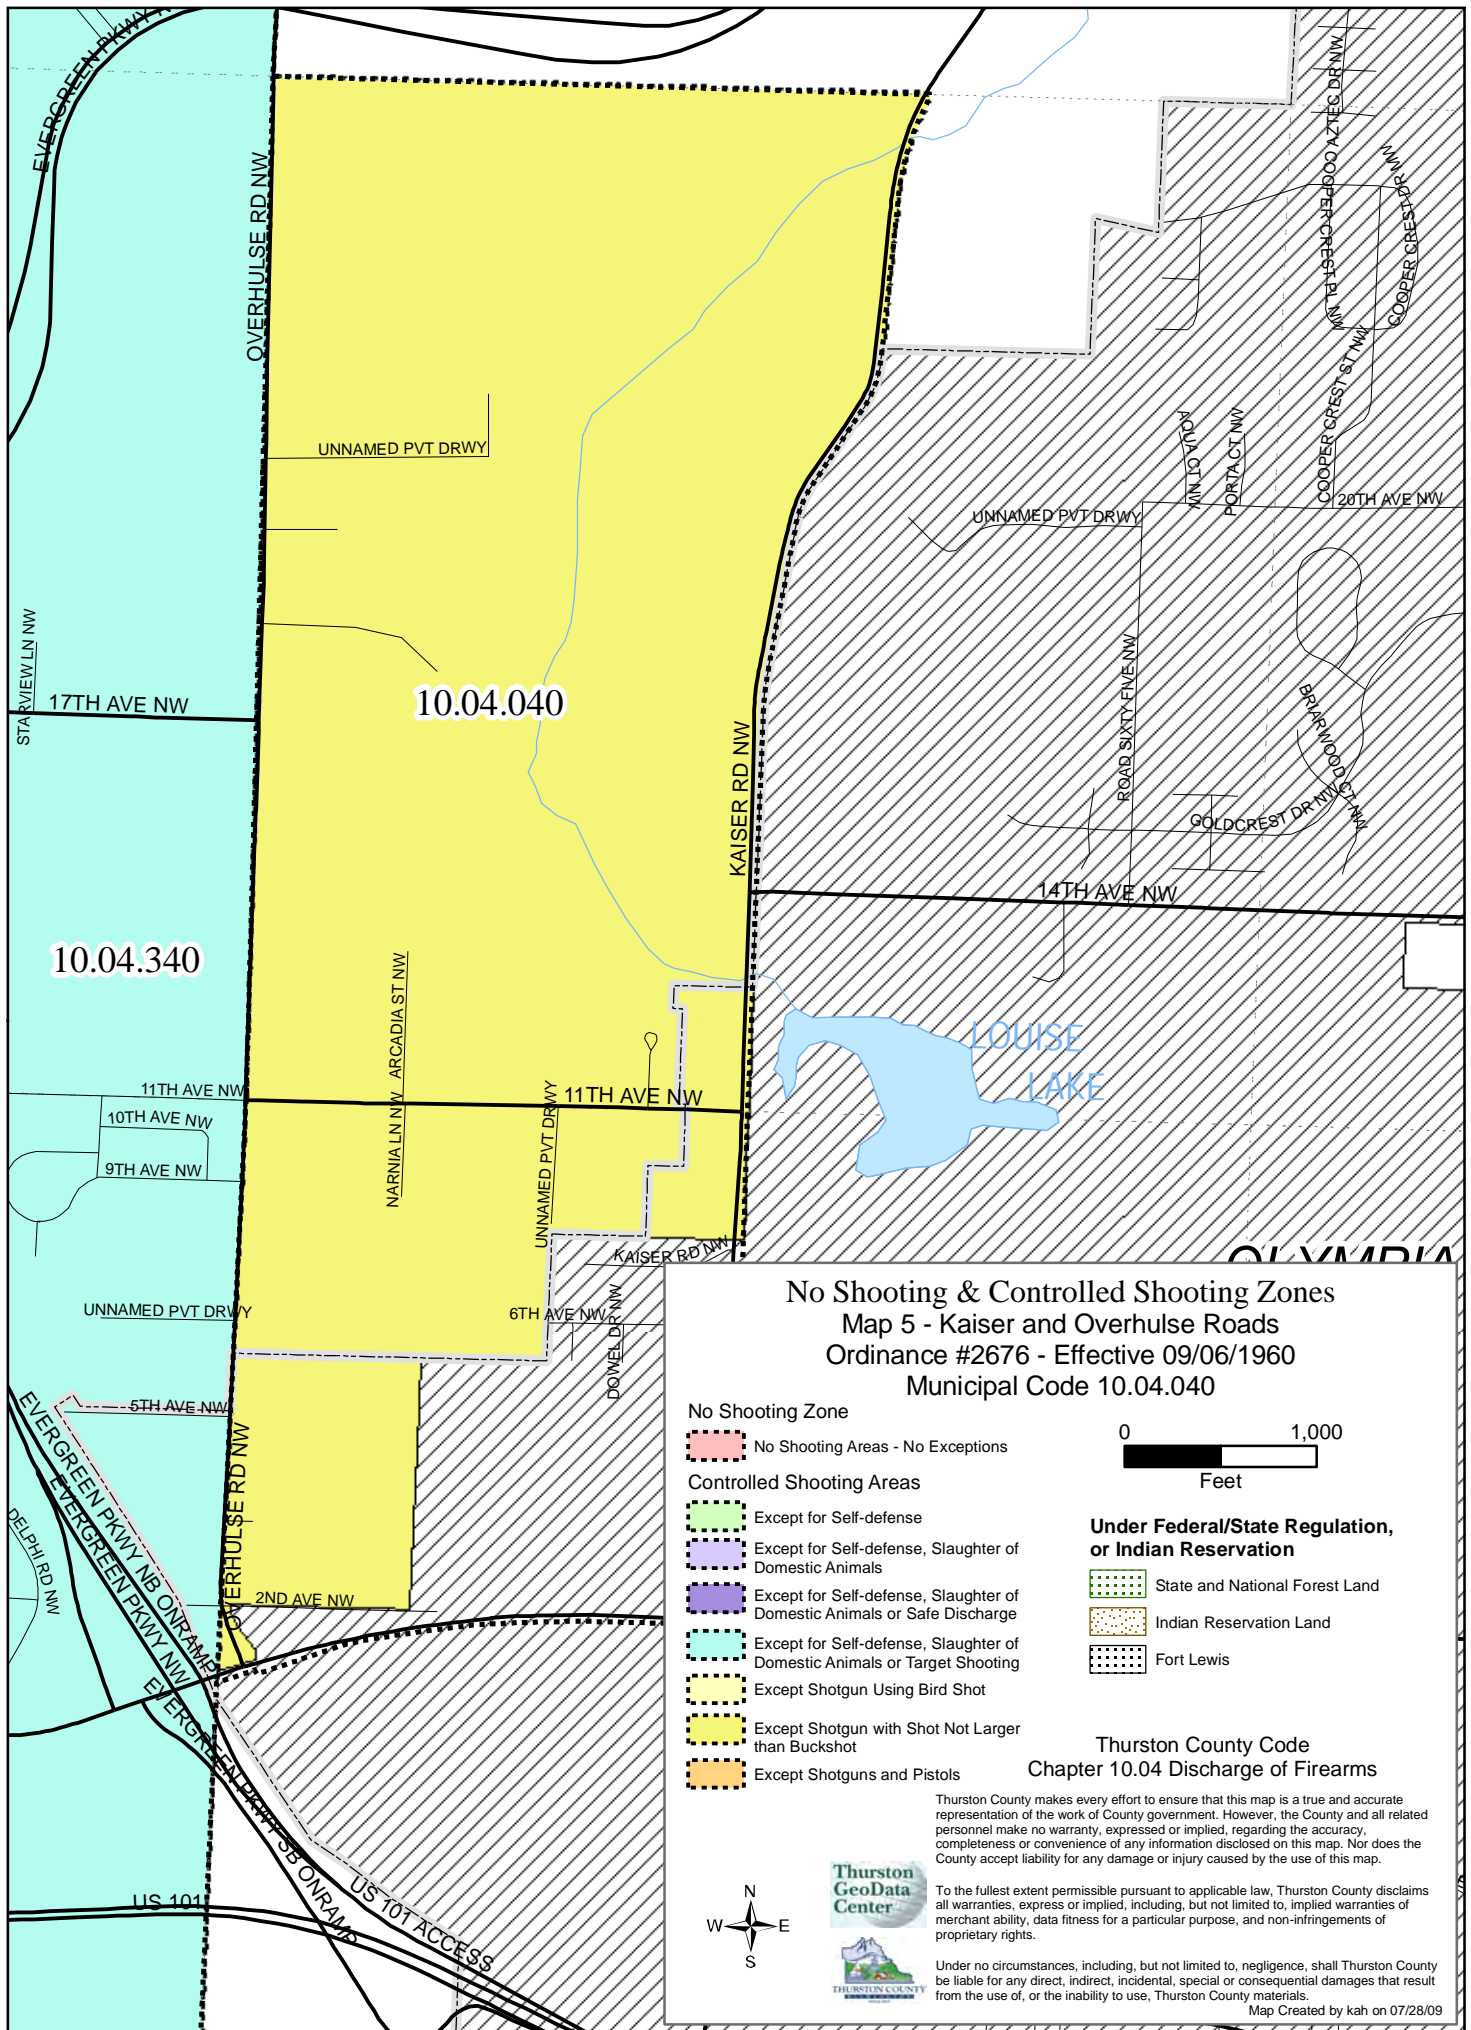 EVERGREEN PKWY
OVERHULSE RD NW
AZTEC DR NW
COOPER CREST PL NW
COOPER CREST DR NW
COOPER CREST ST NW
UNNAMED PVT DRWY
AQUA CT NW
PORTA CT NW
20TH AVE NW
UNNAMED PVT DRWY
STARVIEW LN NW
17TH AVE NW
10.04.040
KAISER RD NW
ROAD SIXTY FIVE NW
BRIARWOOD CT NW
GOLDCREST DR NW
14TH AVE NW
10.04.340
ARCADIA ST NW
NARNIA LN NW
LOUISE
LAKE
11TH AVE NW
11TH AVE NW
10TH AVE NW
9TH AVE NW
UNNAMED PVT DRWY
KAISER RD NW
OLYMPIA
UNNAMED PVT DRWY
6TH AVE NW
DOWEL DR NW
5TH AVE NW
EVERGREEN PKWY NB ONRAMP
EVERGREEN PKWY NW
OVERHULSE RD NW
DELPHI RD NW
2ND AVE NW
EVERGREEN PKWY SB ONRAMP
US 101
US 101 ACCESS
No Shooting & Controlled Shooting Zones
Map 5 - Kaiser and Overhulse Roads
Ordinance #2676 - Effective 09/06/1960
Municipal Code 10.04.040
No Shooting Zone
No Shooting Areas - No Exceptions
Controlled Shooting Areas
Except for Self-defense
Except for Self-defense, Slaughter of
Domestic Animals
Except for Self-defense, Slaughter of
Domestic Animals or Safe Discharge
Except for Self-defense, Slaughter of
Domestic Animals or Target Shooting
Except Shotgun Using Bird Shot
Except Shotgun with Shot Not Larger
than Buckshot
Except Shotguns and Pistols
0 1,000
Feet
Under Federal/State Regulation,
or Indian Reservation
State and National Forest Land
Indian Reservation Land
Fort Lewis
Thurston County Code
Chapter 10.04 Discharge of Firearms
Thurston County makes every effort to ensure that this map is a true and accurate
representation of the work of County government. However, the County and all related
personnel make no warranty, expressed or implied, regarding the accuracy,
completeness or convenience of any information disclosed on this map. Nor does the
County accept liability for any damage or injury caused by the use of this map.
To the fullest extent permissible pursuant to applicable law, Thurston County disclaims
all warranties, express or implied, including, but not limited to, implied warranties of
merchant ability, data fitness for a particular purpose, and non-infringements of
proprietary rights.
Under no circumstances, including, but not limited to, negligence, shall Thurston County
be liable for any direct, indirect, incidental, special or consequential damages that result
from the use of, or the inability to use, Thurston County materials.
Map Created by kah on 07/28/09
Thurston
GeoData
Center
THURSTON COUNTY
N
W E
S